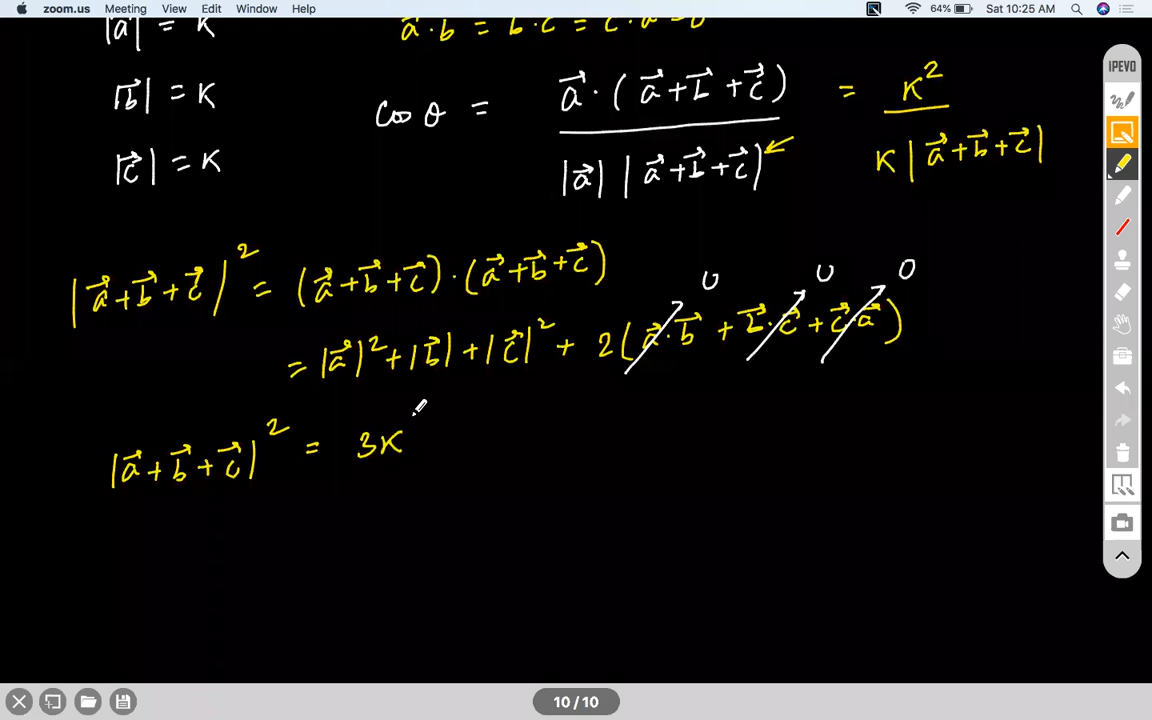 zoom.us Meeting View Edit Window Help 64% Sat 10:25 AM
|a⃗| = K
a⃗·b = b·c = c·a = 0
IPEVO
|b⃗| = K
cos θ = a⃗·(a⃗+b⃗+c⃗) / |a⃗| |a⃗+b⃗+c⃗| = K² / K|a⃗+b⃗+c⃗|
|c⃗| = K
|a⃗+b⃗+c⃗|² = (a⃗+b⃗+c⃗)·(a⃗+b⃗+c⃗)
0 0 0
= |a⃗|²+|b⃗|+|c⃗|² + 2(a⃗·b⃗ + b⃗·c⃗ + c⃗·a⃗)
|a⃗+b⃗+c⃗|² = 3K
10 / 10